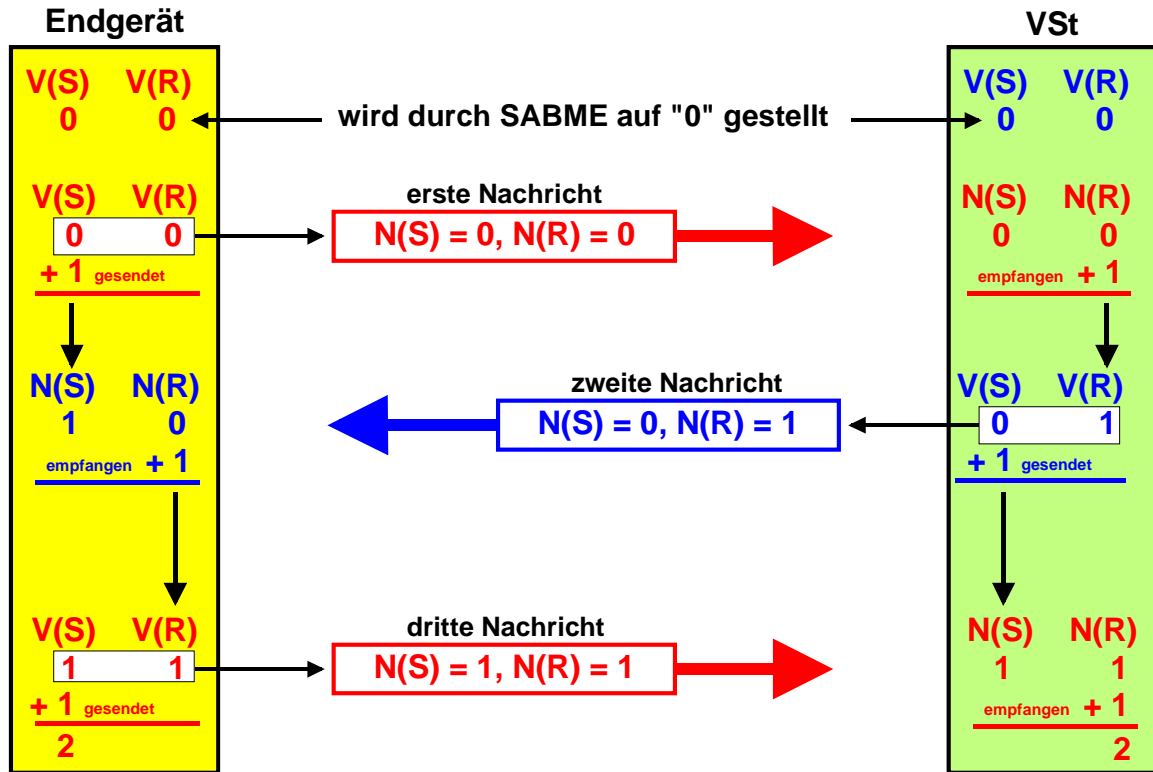 Endgerät VSt
V(S) V(R) V(S) V(R)
0 0 wird durch SABME auf "0" gestellt 0 0
V(S) V(R) erste Nachricht N(S) N(R)
0 0 N(S) = 0, N(R) = 0 0 0
+ 1 gesendet empfangen + 1
N(S) N(R) zweite Nachricht V(S) V(R)
1 0 N(S) = 0, N(R) = 1 0 1
empfangen + 1 + 1 gesendet
V(S) V(R) dritte Nachricht N(S) N(R)
1 1 N(S) = 1, N(R) = 1 1 1
+ 1 gesendet empfangen + 1
2 2